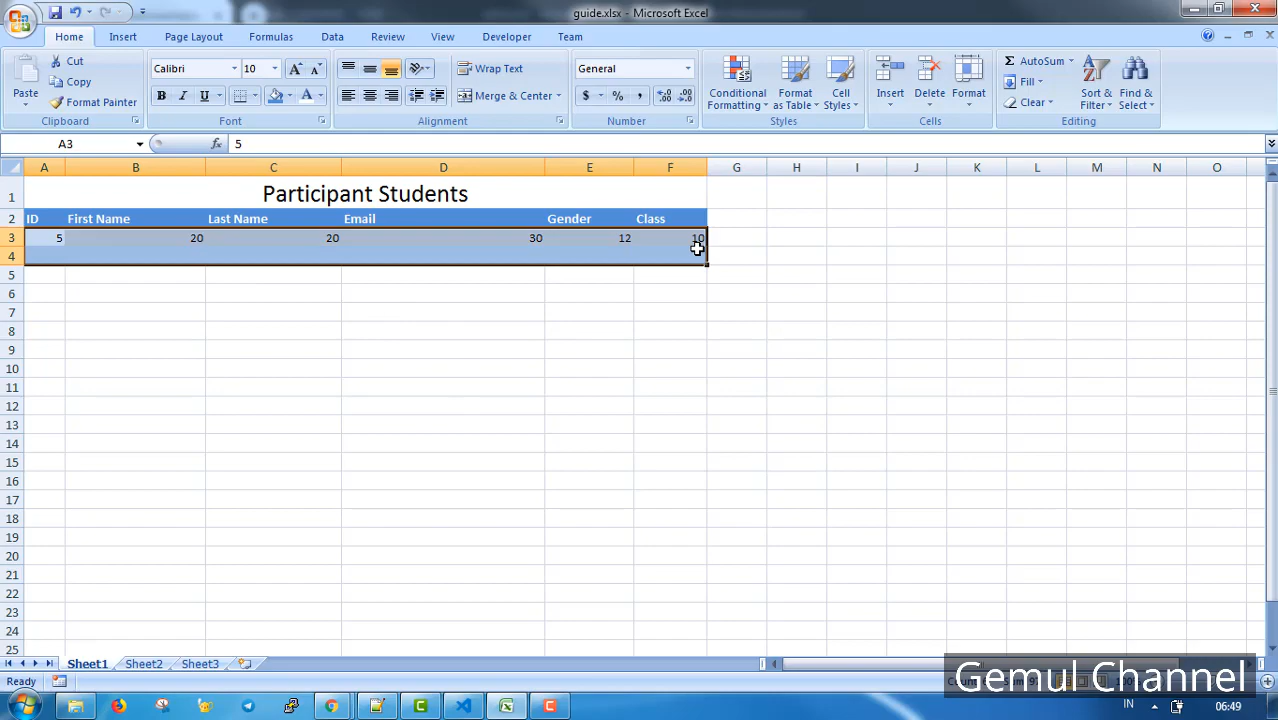 guide.xlsx - Microsoft Excel
Home Insert Page Layout Formulas Data Review View Developer Team
Paste
Cut
Copy
Format Painter
Clipboard
Calibri 10
B I U
Font
Wrap Text
Merge & Center
Alignment
General
$ % ,
Number
Conditional Formatting
Format as Table
Cell Styles
Styles
Insert Delete Format
Cells
AutoSum
Fill
Clear
Sort & Filter
Find & Select
Editing
A3 fx 5
A B C D E F G H I J K L M N O
1 Participant Students
2 ID First Name Last Name Email Gender Class
3 5 20 20 30 12 10
4
5
6
7
8
9
10
11
12
13
14
15
16
17
18
19
20
21
22
23
24
25
Sheet1 Sheet2 Sheet3
Ready
Gemul Channel
IN 06:49